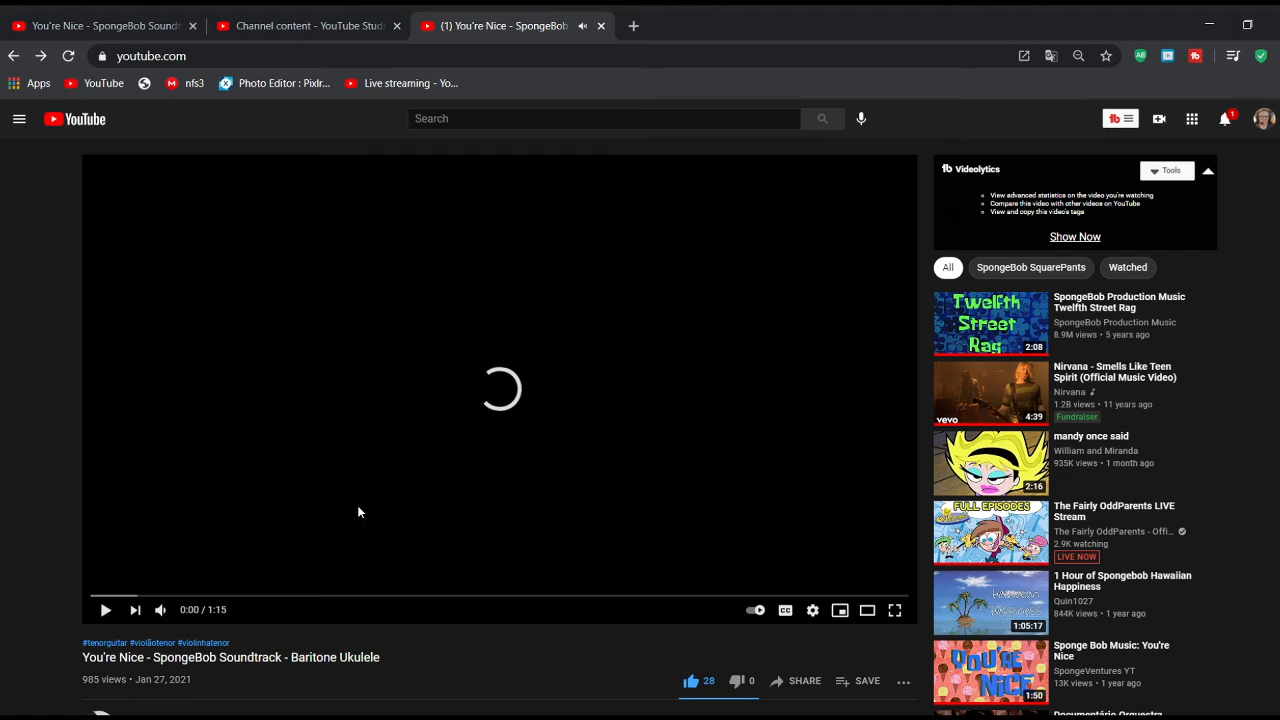 You're Nice - SpongeBob Soundt
Channel content - YouTube Stud
(1) You're Nice - SpongeBob
youtube.com
Apps
YouTube
nfs3
Photo Editor : Pixlr...
Live streaming - Yo...
YouTube
Search
tb
1
tb Videolytics
Tools
View advanced statistics on the video you're watching
Compare this video with other videos on YouTube
View and copy this video's tags
Show Now
All
SpongeBob SquarePants
Watched
Twelfth
Street
Rag
2:08
SpongeBob Production Music
Twelfth Street Rag
SpongeBob Production Music
8.9M views • 5 years ago
vevo
4:39
Nirvana - Smells Like Teen
Spirit (Official Music Video)
Nirvana
1.2B views • 11 years ago
Fundraiser
2:16
mandy once said
William and Miranda
935K views • 1 month ago
FULL EPISODES
The Fairly OddParents LIVE
Stream
The Fairly OddParents - Offi...
2.9K watching
LIVE NOW
1:05:17
1 Hour of Spongebob Hawaiian
Happiness
Quin1027
844K views • 1 year ago
YOU'RE
NICE
1:50
Sponge Bob Music: You're
Nice
SpongeVentures YT
13K views • 1 year ago
0:00 / 1:15
CC
#tenorguitar #violãotenor #violinhatenor
You're Nice - SpongeBob Soundtrack - Baritone Ukulele
985 views • Jan 27, 2021
28
0
SHARE
SAVE